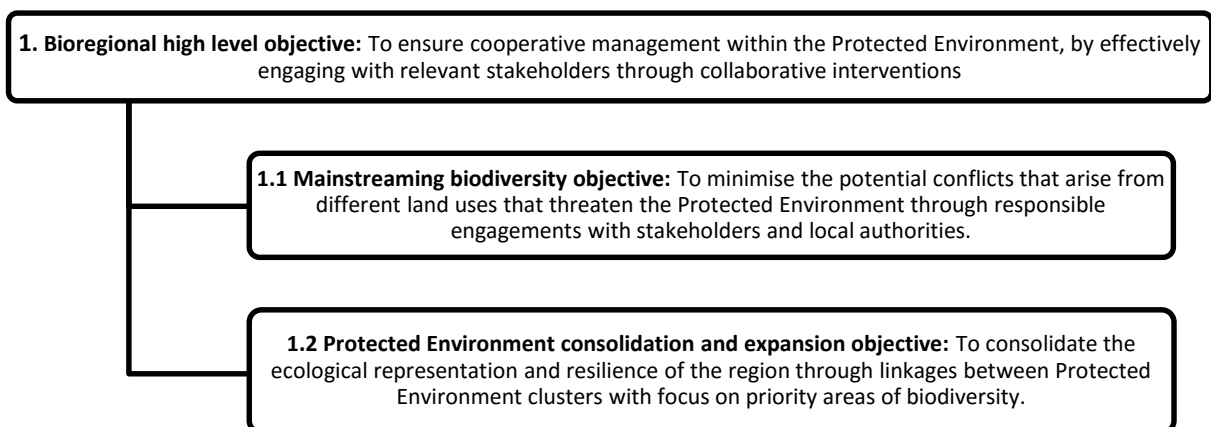 1. Bioregional high level objective: To ensure cooperative management within the Protected Environment, by effectively
engaging with relevant stakeholders through collaborative interventions
1.1 Mainstreaming biodiversity objective: To minimise the potential conflicts that arise from
different land uses that threaten the Protected Environment through responsible
engagements with stakeholders and local authorities.
1.2 Protected Environment consolidation and expansion objective: To consolidate the
ecological representation and resilience of the region through linkages between Protected
Environment clusters with focus on priority areas of biodiversity.